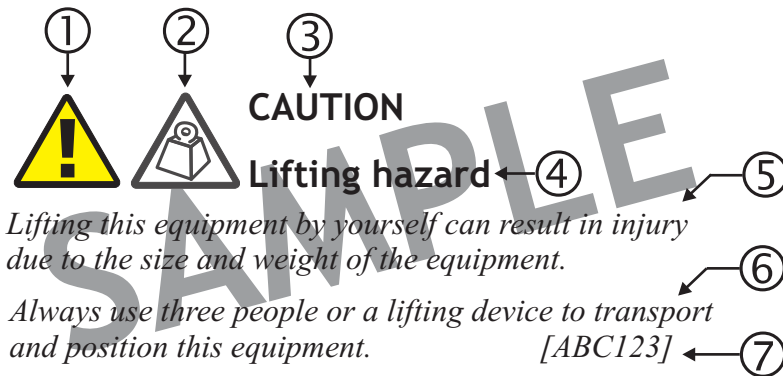 ① ② ③
CAUTION
Lifting hazard ④
⑤
Lifting this equipment by yourself can result in injury
due to the size and weight of the equipment.
⑥
Always use three people or a lifting device to transport
and position this equipment. [ABC123] ⑦
SAMPLE